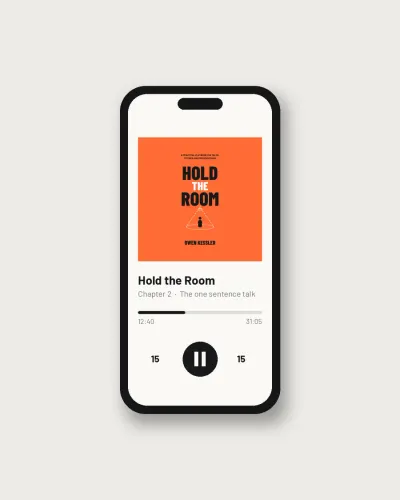 HOLD
THE
ROOM
OWEN KESSLER
Hold the Room
Chapter 2 · The one sentence talk
12:40 31:05
15 15